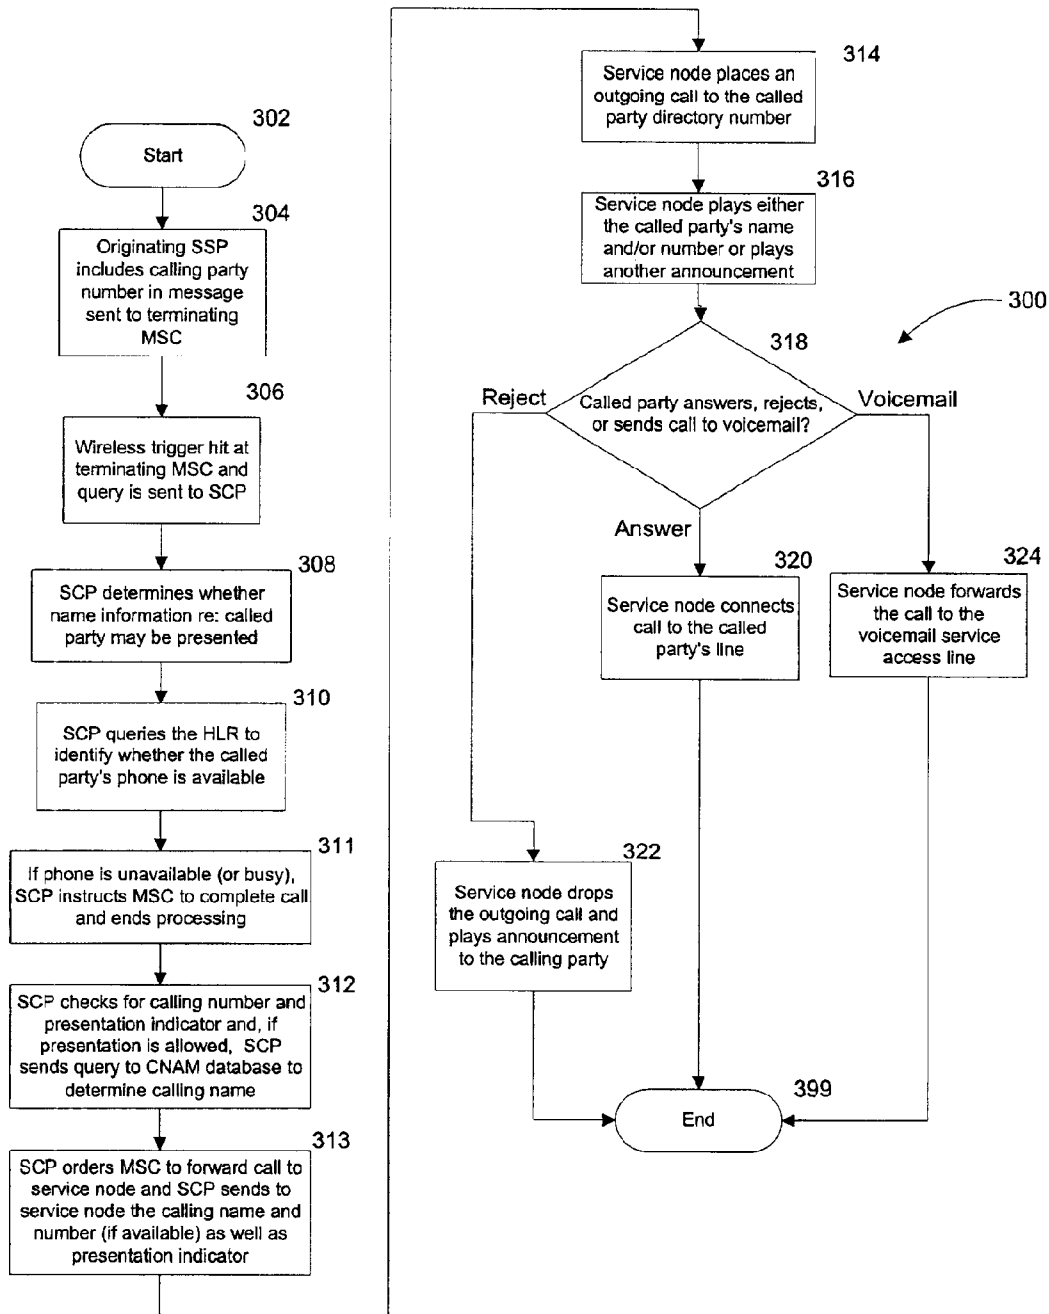 302
Start
304
Originating SSP
includes calling party
number in message
sent to terminating
MSC
306
Wireless trigger hit at
terminating MSC and
query is sent to SCP
308
SCP determines whether
name information re: called
party may be presented
310
SCP queries the HLR to
identify whether the called
party's phone is available
311
If phone is unavailable (or busy),
SCP instructs MSC to complete call
and ends processing
312
SCP checks for calling number and
presentation indicator and, if
presentation is allowed, SCP
sends query to CNAM database to
determine calling name
313
SCP orders MSC to forward call to
service node and SCP sends to
service node the calling name and
number (if available) as well as
presentation indicator
314
Service node places an
outgoing call to the called
party directory number
316
Service node plays either
the called party's name
and/or number or plays
another announcement
300
318
Called party answers, rejects,
or sends call to voicemail?
Reject
Voicemail
Answer
320
Service node connects
call to the called
party's line
324
Service node forwards
the call to the
voicemail service
access line
322
Service node drops
the outgoing call and
plays announcement
to the calling party
399
End